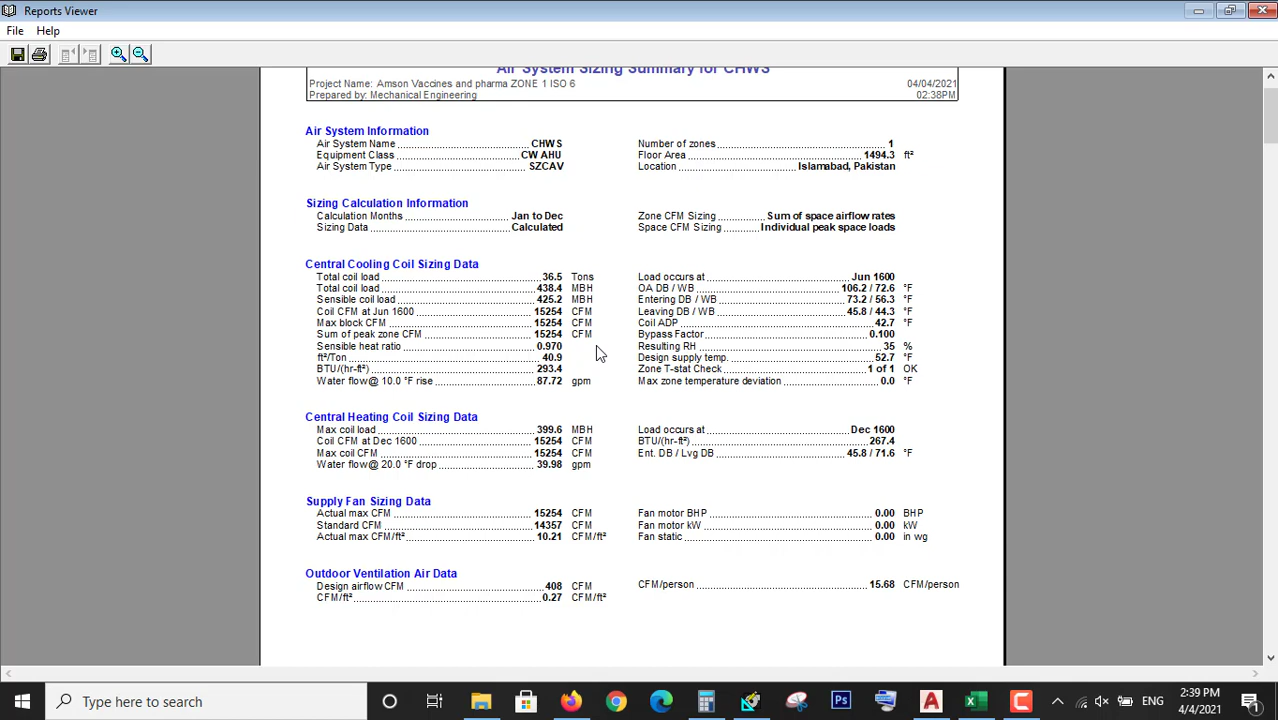 Reports Viewer
File Help
Air System Sizing Summary for CHWS
Project Name: Amson Vaccines and pharma ZONE 1 ISO 6 04/04/2021
Prepared by: Mechanical Engineering 02:38PM
Air System Information
Air System Name CHWS Number of zones 1
Equipment Class CW AHU Floor Area 1494.3 ft²
Air System Type SZCAV Location Islamabad, Pakistan
Sizing Calculation Information
Calculation Months Jan to Dec Zone CFM Sizing Sum of space airflow rates
Sizing Data Calculated Space CFM Sizing Individual peak space loads
Central Cooling Coil Sizing Data
Total coil load 36.5 Tons Load occurs at Jun 1600
Total coil load 438.4 MBH OA DB / WB 106.2 / 72.6 °F
Sensible coil load 425.2 MBH Entering DB / WB 73.2 / 56.3 °F
Coil CFM at Jun 1600 15254 CFM Leaving DB / WB 45.8 / 44.3 °F
Max block CFM 15254 CFM Coil ADP 42.7 °F
Sum of peak zone CFM 15254 CFM Bypass Factor 0.100
Sensible heat ratio 0.970 Resulting RH 35 %
ft²/Ton 40.9 Design supply temp. 52.7 °F
BTU/(hr-ft²) 293.4 Zone T-stat Check 1 of 1 OK
Water flow @ 10.0 °F rise 87.72 gpm Max zone temperature deviation 0.0 °F
Central Heating Coil Sizing Data
Max coil load 399.6 MBH Load occurs at Dec 1600
Coil CFM at Dec 1600 15254 CFM BTU/(hr-ft²) 267.4
Max coil CFM 15254 CFM Ent. DB / Lvg DB 45.8 / 71.6 °F
Water flow @ 20.0 °F drop 39.98 gpm
Supply Fan Sizing Data
Actual max CFM 15254 CFM Fan motor BHP 0.00 BHP
Standard CFM 14357 CFM Fan motor kW 0.00 kW
Actual max CFM/ft² 10.21 CFM/ft² Fan static 0.00 in wg
Outdoor Ventilation Air Data
Design airflow CFM 408 CFM CFM/person 15.68 CFM/person
CFM/ft² 0.27 CFM/ft²
Type here to search
ENG
2:39 PM
4/4/2021